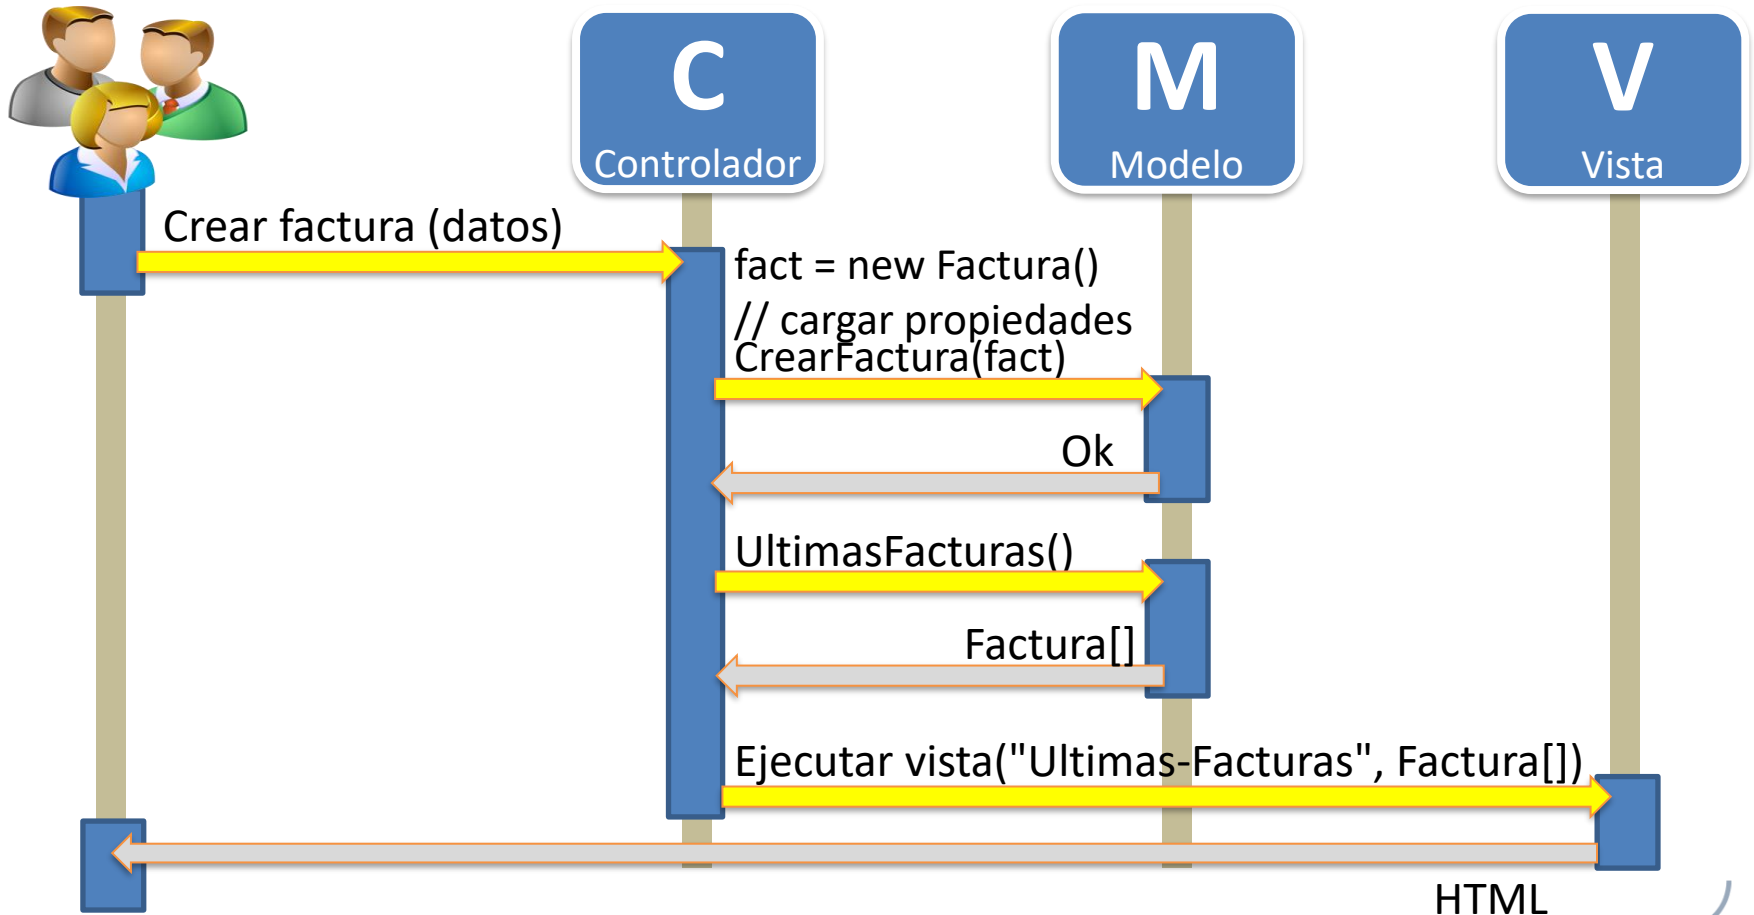 C
Controlador
M
Modelo
V
Vista
Crear factura (datos)
fact = new Factura()
// cargar propiedades
CrearFactura(fact)
Ok
UltimasFacturas()
Factura[]
Ejecutar vista("Ultimas-Facturas", Factura[])
HTML